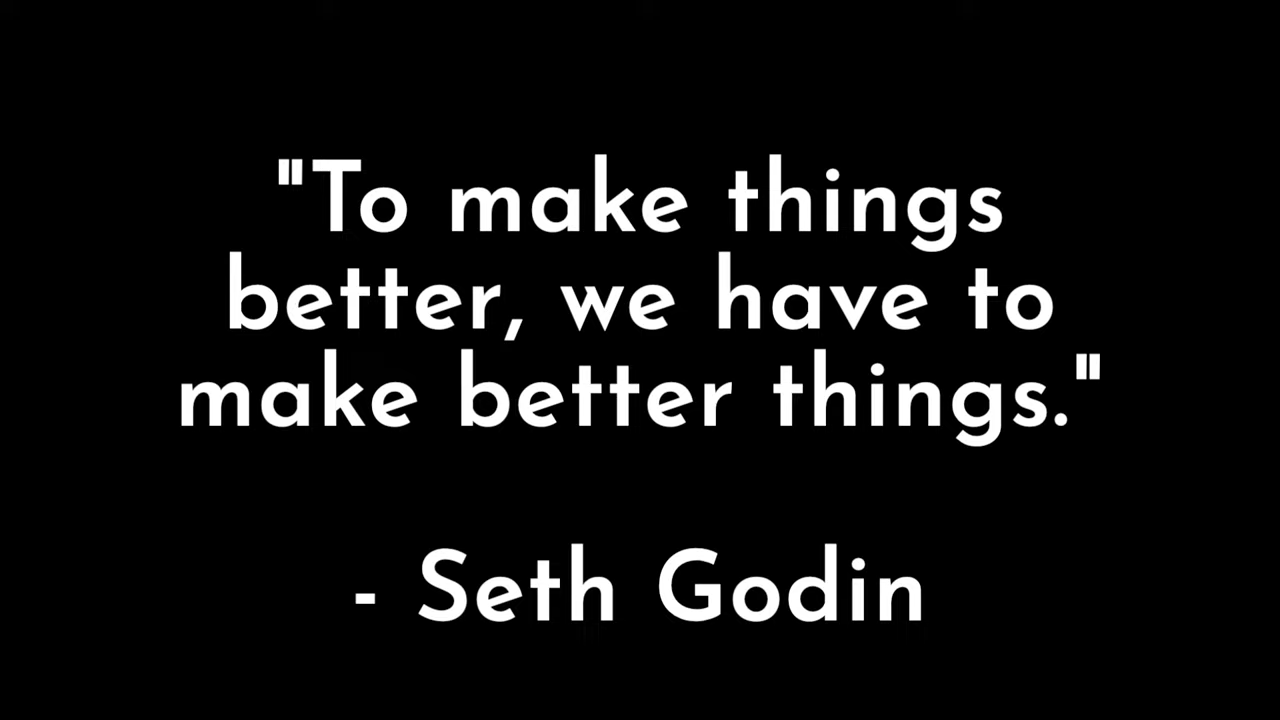 "To make things
better, we have to
make better things."
- Seth Godin